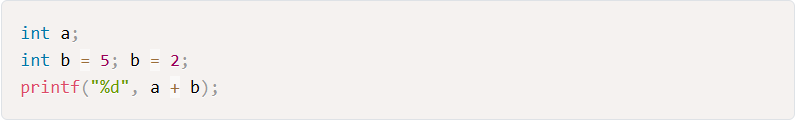 int a;
int b = 5; b = 2;
printf("%d", a + b);